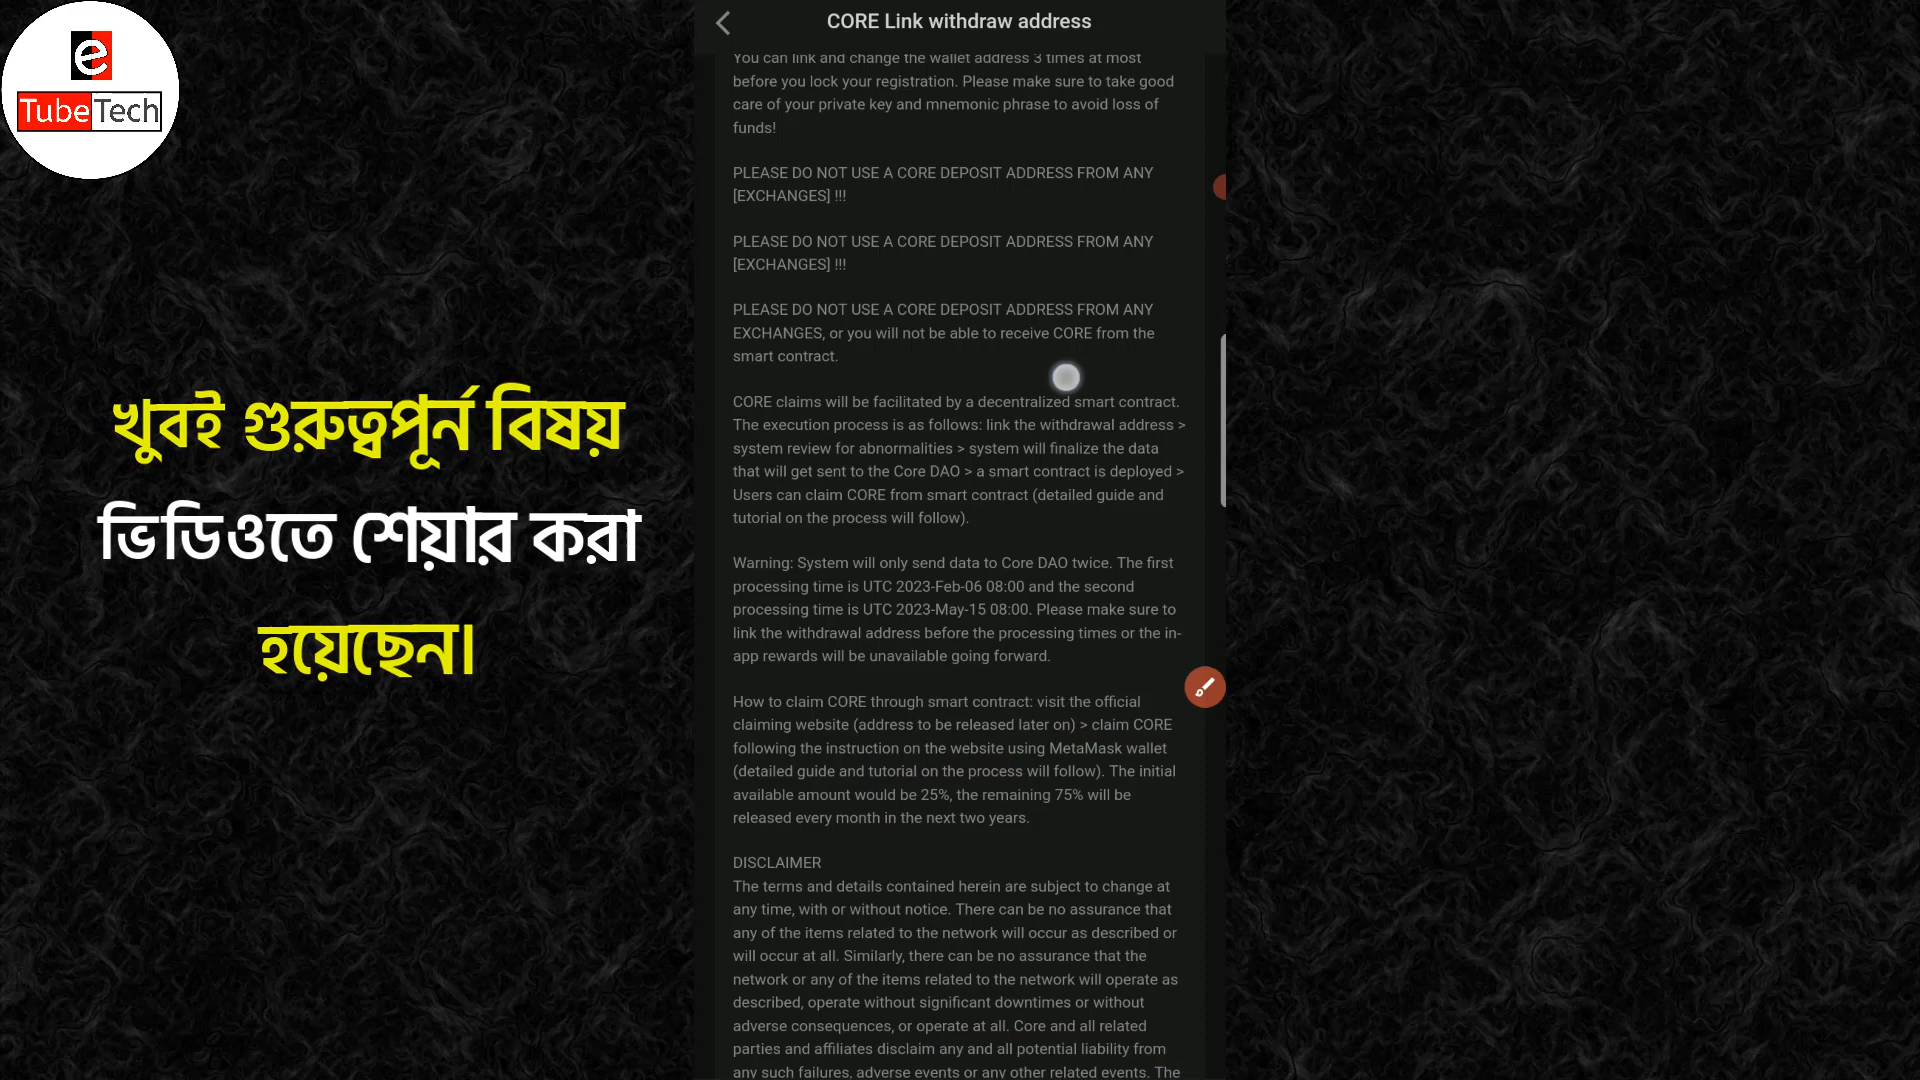 e
TubeTech
খুবই গুরুত্বপূর্ন বিষয়
ভিডিওতে শেয়ার করা
হয়েছেন।
CORE Link withdraw address
You can link and change the wallet address 3 times at most
before you lock your registration. Please make sure to take good
care of your private key and mnemonic phrase to avoid loss of
funds!
PLEASE DO NOT USE A CORE DEPOSIT ADDRESS FROM ANY
[EXCHANGES] !!!
PLEASE DO NOT USE A CORE DEPOSIT ADDRESS FROM ANY
[EXCHANGES] !!!
PLEASE DO NOT USE A CORE DEPOSIT ADDRESS FROM ANY
EXCHANGES, or you will not be able to receive CORE from the
smart contract.
CORE claims will be facilitated by a decentralized smart contract.
The execution process is as follows: link the withdrawal address >
system review for abnormalities > system will finalize the data
that will get sent to the Core DAO > a smart contract is deployed >
Users can claim CORE from smart contract (detailed guide and
tutorial on the process will follow).
Warning: System will only send data to Core DAO twice. The first
processing time is UTC 2023-Feb-06 08:00 and the second
processing time is UTC 2023-May-15 08:00. Please make sure to
link the withdrawal address before the processing times or the in-
app rewards will be unavailable going forward.
How to claim CORE through smart contract: visit the official
claiming website (address to be released later on) > claim CORE
following the instruction on the website using MetaMask wallet
(detailed guide and tutorial on the process will follow). The initial
available amount would be 25%, the remaining 75% will be
released every month in the next two years.
DISCLAIMER
The terms and details contained herein are subject to change at
any time, with or without notice. There can be no assurance that
any of the items related to the network will occur as described or
will occur at all. Similarly, there can be no assurance that the
network or any of the items related to the network will operate as
described, operate without significant downtimes or without
adverse consequences, or operate at all. Core and all related
parties and affiliates disclaim any and all potential liability from
any such failures, adverse events or any other related events. The